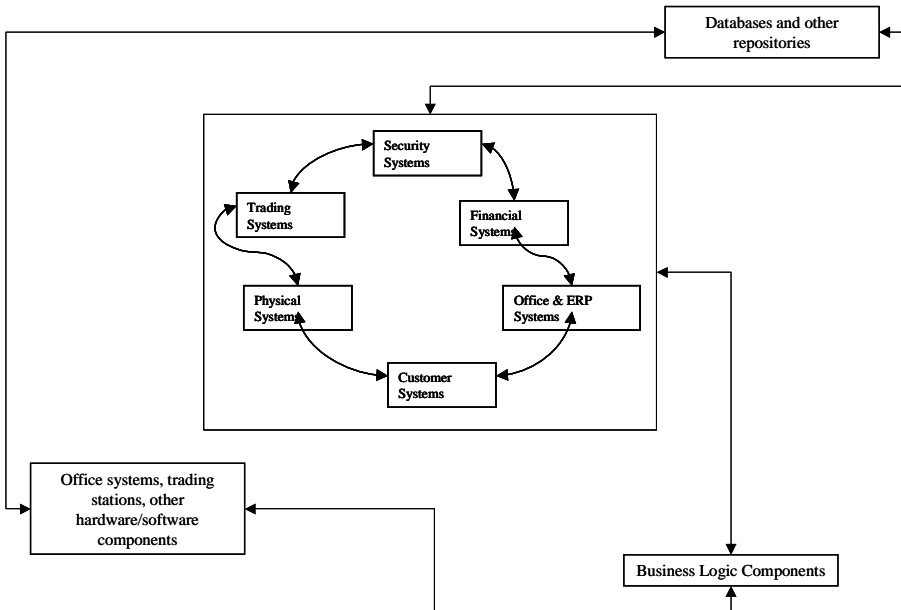 Databases and other
repositories
Security
Systems
Trading
Systems
Financial
Systems
Physical
Systems
Office & ERP
Systems
Customer
Systems
Office systems, trading
stations, other
hardware/software
components
Business Logic Components